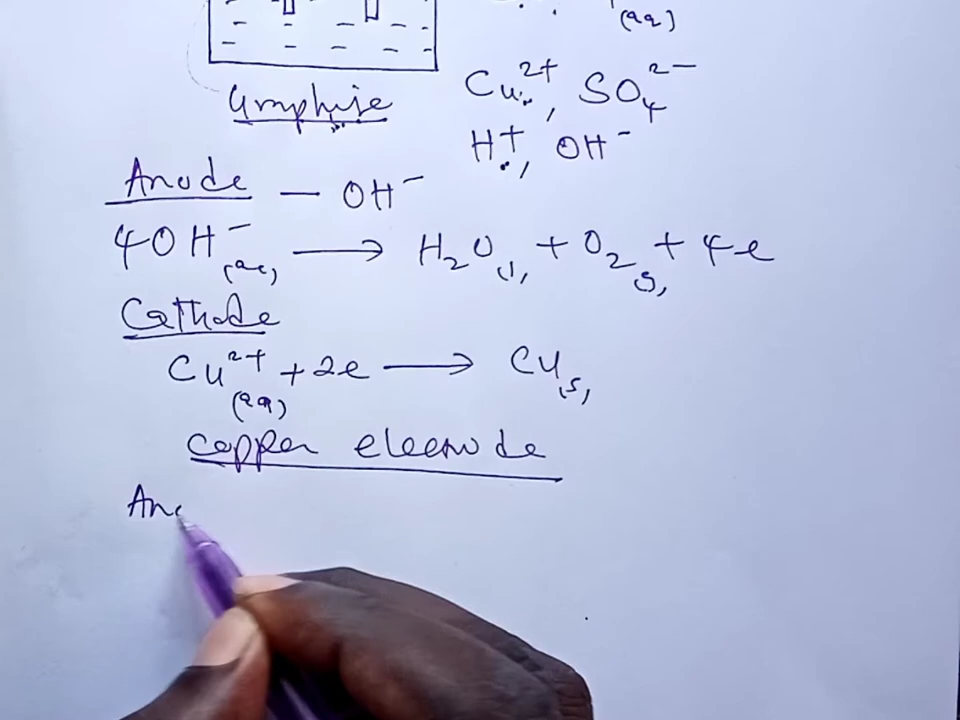 (aq)
Cu²⁺, SO₄²⁻
Graphite
H⁺, OH⁻
Anode — OH⁻
4OH⁻(aq) ⟶ H₂O(l) + O₂(g) + 4e
Cathode
Cu²⁺(aq) + 2e ⟶ Cu(s)
Copper electrode
Ano